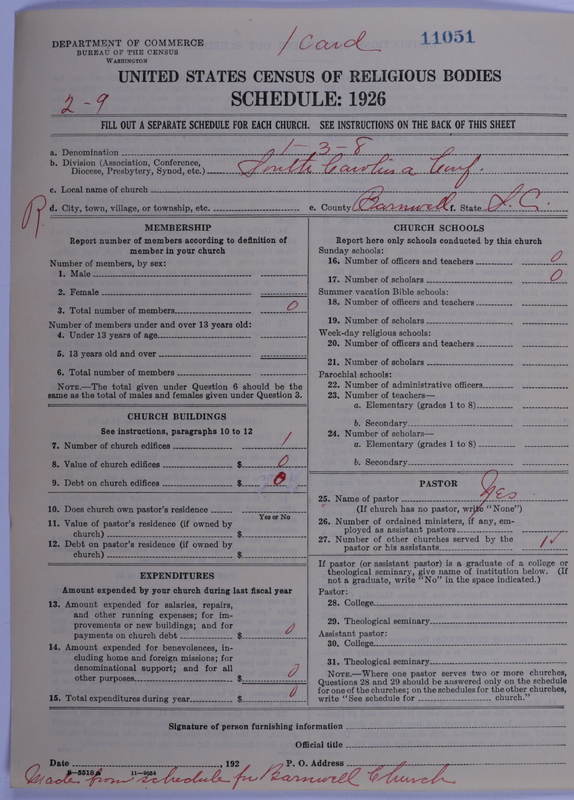 1 Card
11051
DEPARTMENT OF COMMERCE
BUREAU OF THE CENSUS
WASHINGTON
UNITED STATES CENSUS OF RELIGIOUS BODIES
2-9
SCHEDULE: 1926
FILL OUT A SEPARATE SCHEDULE FOR EACH CHURCH. SEE INSTRUCTIONS ON THE BACK OF THIS SHEET
a. Denomination 1-3-8
b. Division (Association, Conference,
Diocese, Presbytery, Synod, etc.) South Carolina Conf.
c. Local name of church
R
d. City, town, village, or township, etc. e. County Barnwell f. State S.C.
MEMBERSHIP
Report number of members according to definition of
member in your church
Number of members, by sex:
1. Male
2. Female
3. Total number of members 0
Number of members under and over 13 years old:
4. Under 13 years of age
5. 13 years old and over
6. Total number of members
NOTE.—The total given under Question 6 should be the
same as the total of males and females given under Question 3.
CHURCH BUILDINGS
See instructions, paragraphs 10 to 12
7. Number of church edifices 1
8. Value of church edifices $ 0
9. Debt on church edifices $ 0
10. Does church own pastor's residence
Yes or No
11. Value of pastor's residence (if owned by
church) $
12. Debt on pastor's residence (if owned by
church) $
EXPENDITURES
Amount expended by your church during last fiscal year
13. Amount expended for salaries, repairs,
and other running expenses; for im-
provements or new buildings; and for
payments on church debt $ 0
14. Amount expended for benevolences, in-
cluding home and foreign missions; for
denominational support; and for all
other purposes $ 0
15. Total expenditures during year $ 0
CHURCH SCHOOLS
Report here only schools conducted by this church
Sunday schools:
16. Number of officers and teachers 0
17. Number of scholars 0
Summer vacation Bible schools:
18. Number of officers and teachers
19. Number of scholars
Week-day religious schools:
20. Number of officers and teachers
21. Number of scholars
Parochial schools:
22. Number of administrative officers
23. Number of teachers—
a. Elementary (grades 1 to 8)
b. Secondary
24. Number of scholars—
a. Elementary (grades 1 to 8)
b. Secondary
PASTOR
25. Name of pastor Yes
(If church has no pastor, write "None")
26. Number of ordained ministers, if any, em-
ployed as assistant pastors
27. Number of other churches served by the
pastor or his assistants 1
If pastor (or assistant pastor) is a graduate of a college or
theological seminary, give name of institution below. (If
not a graduate, write "No" in the space indicated.)
Pastor:
28. College
29. Theological seminary
Assistant pastor:
30. College
31. Theological seminary
NOTE.—Where one pastor serves two or more churches,
Questions 28 and 29 should be answered only on the schedule
for one of the churches; on the schedules for the other churches,
write "See schedule for church."
Signature of person furnishing information
Official title
Date , 192 P. O. Address
8-5518a 11-9054
Made from schedule for Barnwell Church